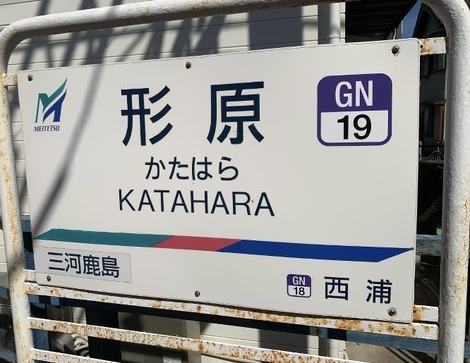 MEITETSU
形原
GN
19
かたはら
KATAHARA
三河鹿島
GN
18
西浦